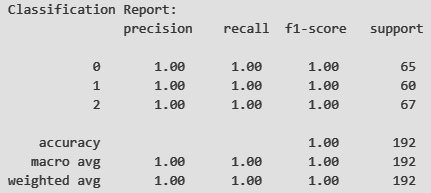 Classification Report:
precision recall f1-score support
0 1.00 1.00 1.00 65
1 1.00 1.00 1.00 60
2 1.00 1.00 1.00 67
accuracy 1.00 192
macro avg 1.00 1.00 1.00 192
weighted avg 1.00 1.00 1.00 192